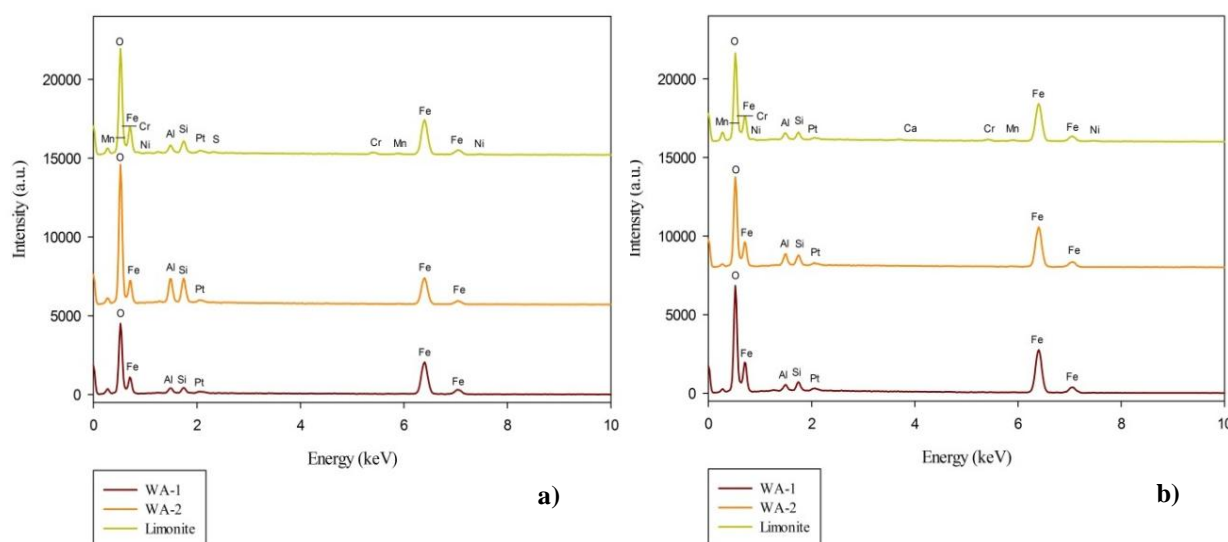 O
Fe
Mn
Cr
Ni
Al
Si
Pt
S
Cr
Mn
Fe
Fe
Ni
O
Fe
Al
Si
Pt
Fe
Fe
O
Fe
Al
Si
Pt
Fe
Fe
20000
15000
10000
5000
0
Intensity (a.u.)
0 2 4 6 8 10
Energy (keV)
WA-1
WA-2
Limonite
a)
O
Fe
Mn
Cr
Ni
Al
Si
Pt
Ca
Cr
Mn
Fe
Fe
Ni
O
Fe
Al
Si
Pt
Fe
Fe
O
Fe
Al
Si
Pt
Fe
Fe
20000
15000
10000
5000
0
Intensity (a.u.)
0 2 4 6 8 10
Energy (keV)
WA-1
WA-2
Limonite
b)